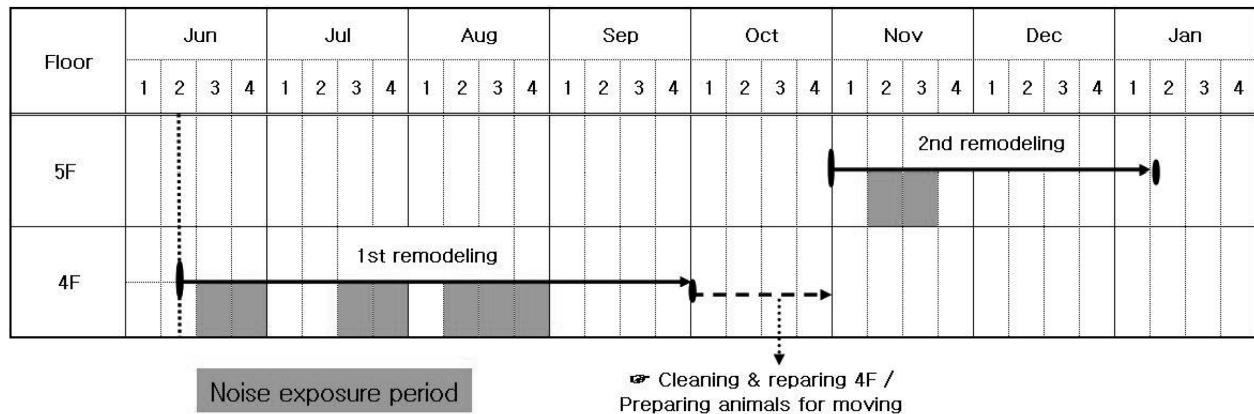 Floor Jun Jul Aug Sep Oct Nov Dec Jan
1 2 3 4 1 2 3 4 1 2 3 4 1 2 3 4 1 2 3 4 1 2 3 4 1 2 3 4 1 2 3 4
5F 2nd remodeling
4F 1st remodeling
Noise exposure period
☞ Cleaning & reparing 4F /
Preparing animals for moving